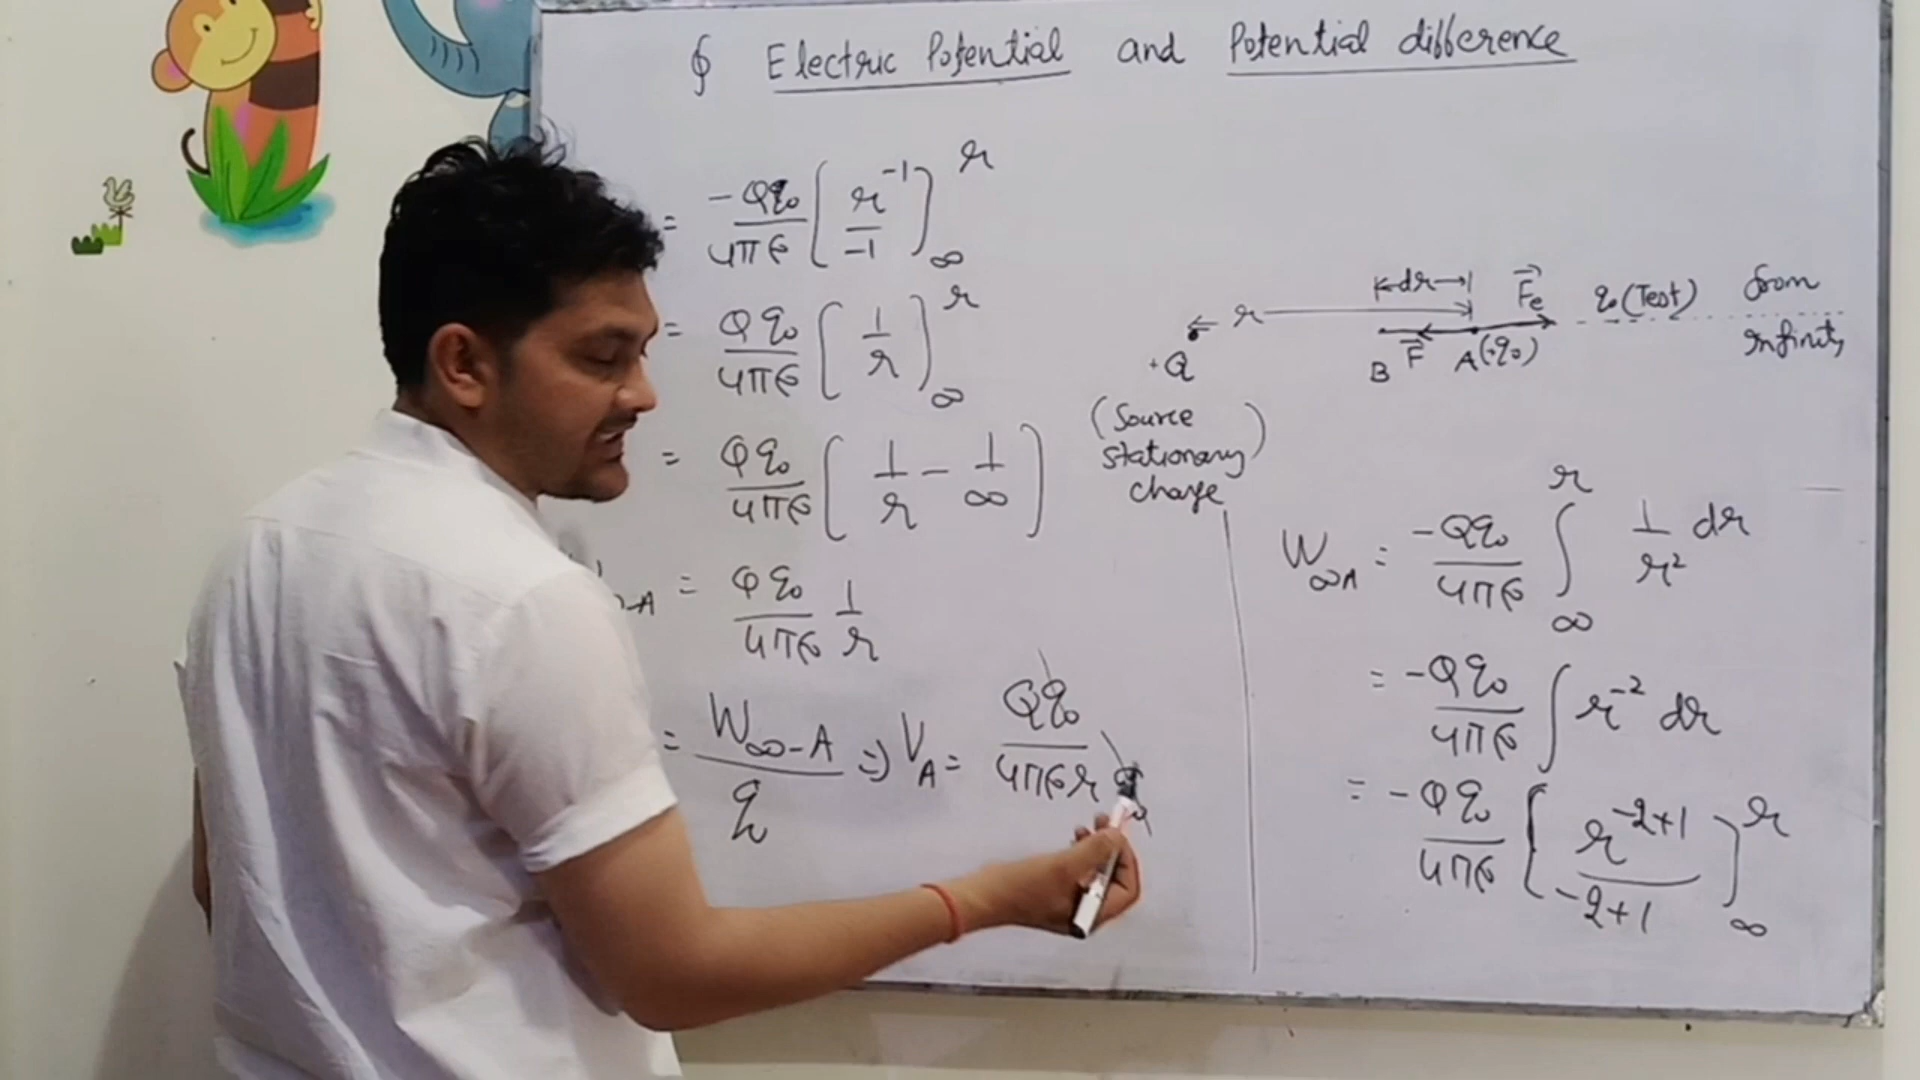 § Electric Potential and Potential difference
= -Qq₀/4πε [r⁻¹/-1]∞^r
= Qq₀/4πε [1/r]∞^r
= Qq₀/4πε [1/r - 1/∞]
∞-A = Qq₀/4πε 1/r
= W∞-A/q₀ => V_A = Qq₀/4πεr q₀
dr F⃗e q₀(Test) from
r
+Q B F⃗ A(+q₀) infinity
(Source
stationary)
charge
W∞A = -Qq₀/4πε ∫∞^r 1/r² dr
= -Qq₀/4πε ∫ r⁻² dr
= -Qq₀/4πε [r⁻²⁺¹/-2+1]∞^r